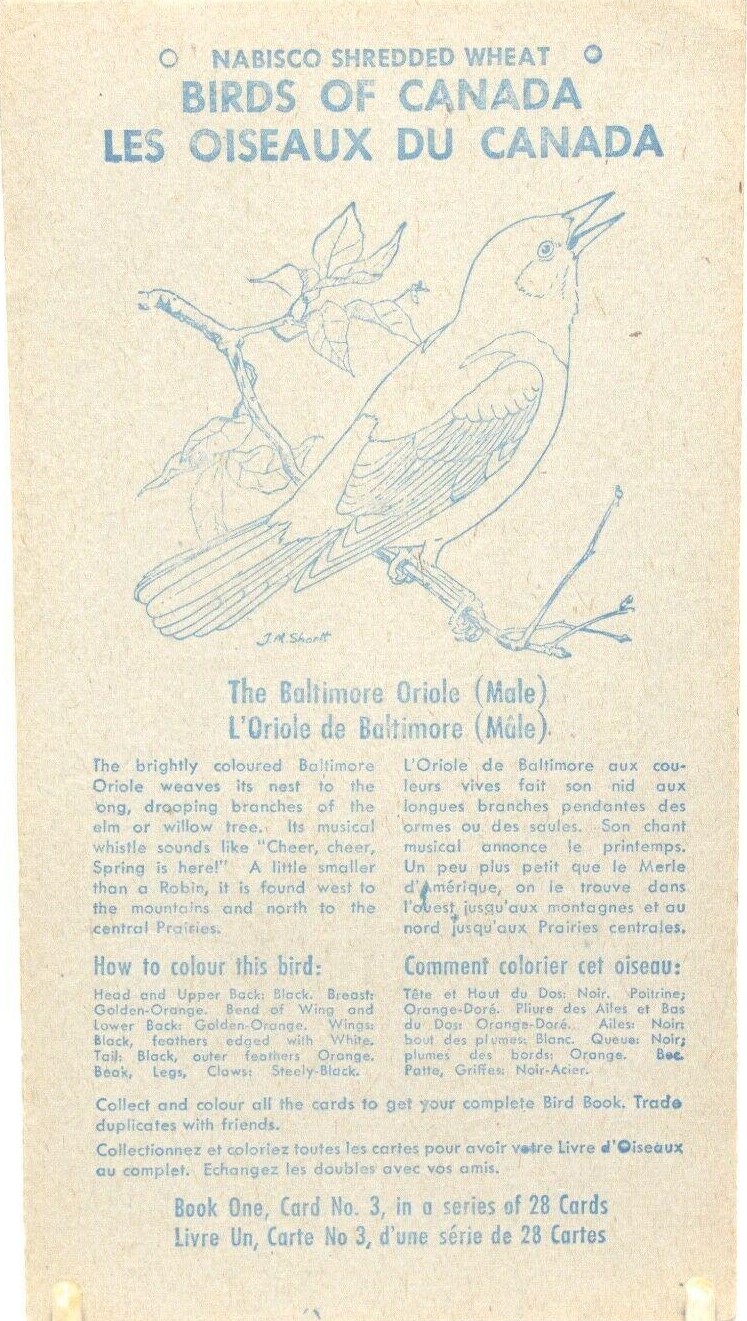 NABISCO SHREDDED WHEAT
BIRDS OF CANADA
LES OISEAUX DU CANADA
J.M. Shortt
The Baltimore Oriole (Male)
L'Oriole de Baltimore (Mâle).
The brightly coloured Baltimore
Oriole weaves its nest to the
long, drooping branches of the
elm or willow tree. Its musical
whistle sounds like "Cheer, cheer,
Spring is here!" A little smaller
than a Robin, it is found west to
the mountains and north to the
central Prairies.
L'Oriole de Baltimore aux cou-
leurs vives fait son nid aux
longues branches pendantes des
ormes ou des saules. Son chant
musical annonce le printemps.
Un peu plus petit que le Merle
d'Amérique, on le trouve dans
l'ouest jusqu'aux montagnes et au
nord jusqu'aux Prairies centrales.
How to colour this bird:
Head and Upper Back: Black. Breast:
Golden-Orange. Bend of Wing and
Lower Back: Golden-Orange. Wings:
Black, feathers edged with White.
Tail: Black, outer feathers Orange.
Beak, Legs, Claws: Steely-Black.
Comment colorier cet oiseau:
Tête et Haut du Dos: Noir. Poitrine;
Orange-Doré. Pliure des Ailes et Bas
du Dos: Orange-Doré. Ailes: Noir:
bout des plumes: Blanc. Queue: Noir;
plumes des bords: Orange. Bec.
Patte, Griffes: Noir-Acier.
Collect and colour all the cards to get your complete Bird Book. Trade
duplicates with friends.
Collectionnez et coloriez toutes les cartes pour avoir votre Livre d'Oiseaux
au complet. Echangez les doubles avec vos amis.
Book One, Card No. 3, in a series of 28 Cards
Livre Un, Carte No 3, d'une série de 28 Cartes